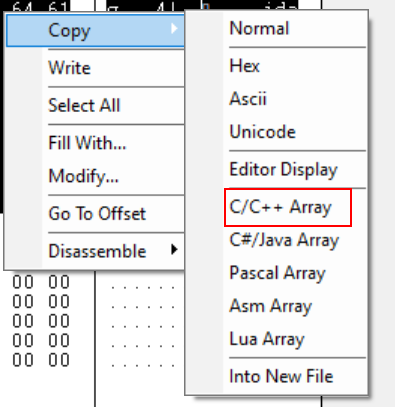 64 61
ida
Copy
Write
Select All
Fill With...
Modify...
Go To Offset
Disassemble
Normal
Hex
Ascii
Unicode
Editor Display
C/C++ Array
C#/Java Array
Pascal Array
Asm Array
Lua Array
Into New File
00 00 ......
00 00 ......
00 00 ......
00 00 ......
00 00 ......